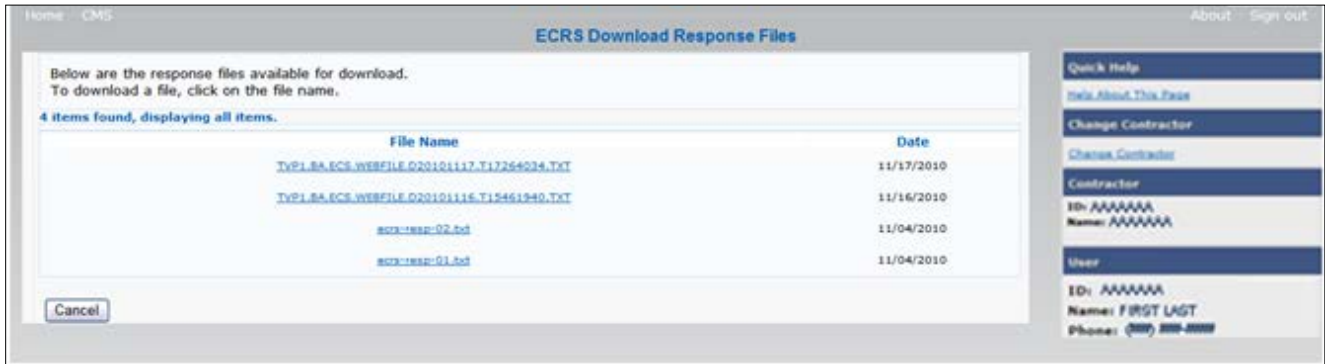 Home CMS About Sign out
ECRS Download Response Files
Below are the response files available for download.
To download a file, click on the file name.
4 items found, displaying all items.
File Name Date
TVP1.BA.ECS.WEBFILE.D20101117.T17264034.TXT 11/17/2010
TVP1.BA.ECS.WEBFILE.D20101116.T15461940.TXT 11/16/2010
ecrs-resp-02.txt 11/04/2010
ecrs-resp-01.txt 11/04/2010
Cancel
Quick Help
Help About This Page
Change Contractor
Change Contractor
Contractor
ID: AAAAAAA
Name: AAAAAAA
User
ID: AAAAAAA
Name: FIRST LAST
Phone: